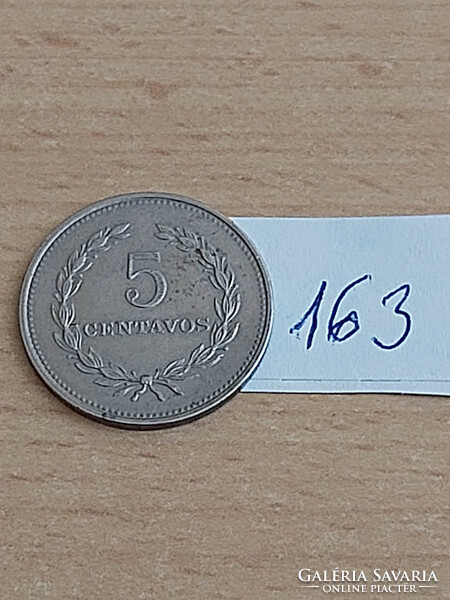 5
CENTAVOS
163
GALÉRIA SAVARIA
ONLINE PIACTÉR